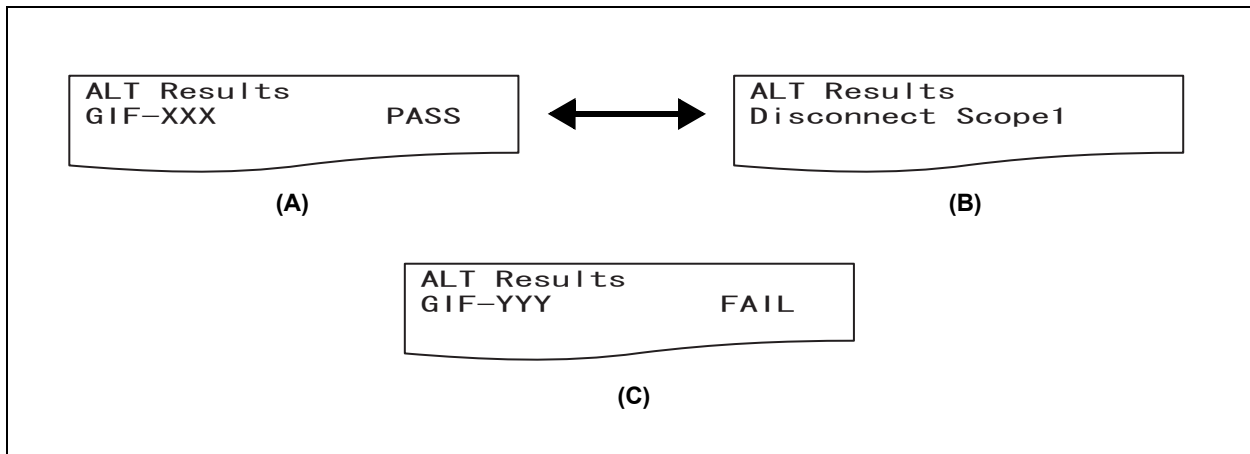 ALT Results
GIF-XXX PASS
(A)
ALT Results
Disconnect Scope1
(B)
ALT Results
GIF-YYY FAIL
(C)